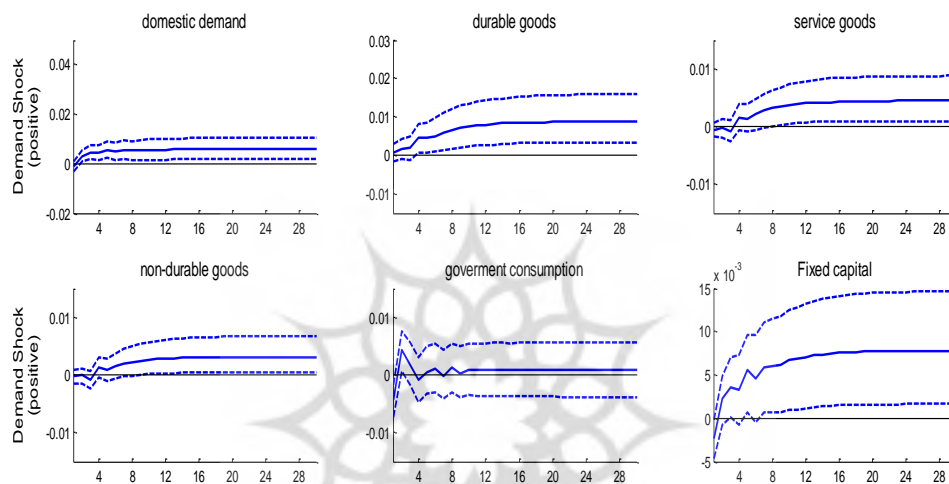 domestic demand
durable goods
service goods
Demand Shock
(positive)
0.04
0.02
0
-0.02
4 8 12 16 20 24 28
0.03
0.02
0.01
0
-0.01
4 8 12 16 20 24 28
0.01
0
-0.01
4 8 12 16 20 24 28
non-durable goods
goverment consumption
Fixed capital
Demand Shock
(positive)
0.01
0
-0.01
4 8 12 16 20 24 28
0.01
0
-0.01
4 8 12 16 20 24 28
x 10⁻³
15
10
5
0
-5
4 8 12 16 20 24 28